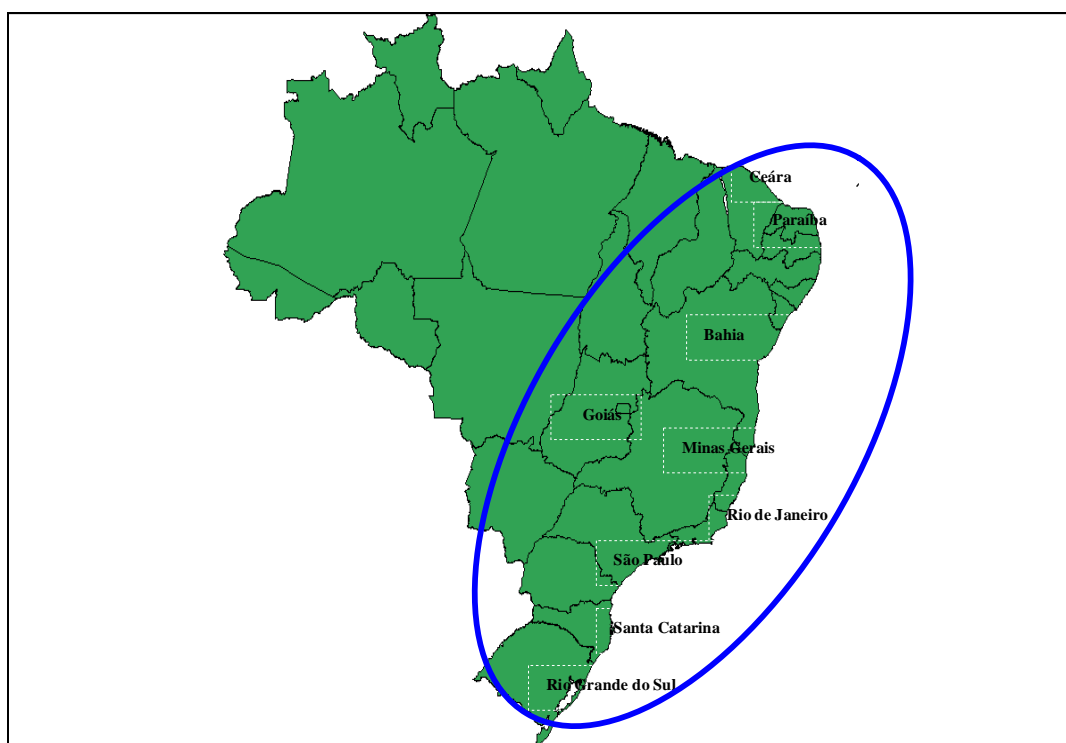 Ceára
Paraíba
Bahia
Goiás
Minas Gerais
Rio de Janeiro
São Paulo
Santa Catarina
Rio Grande do Sul